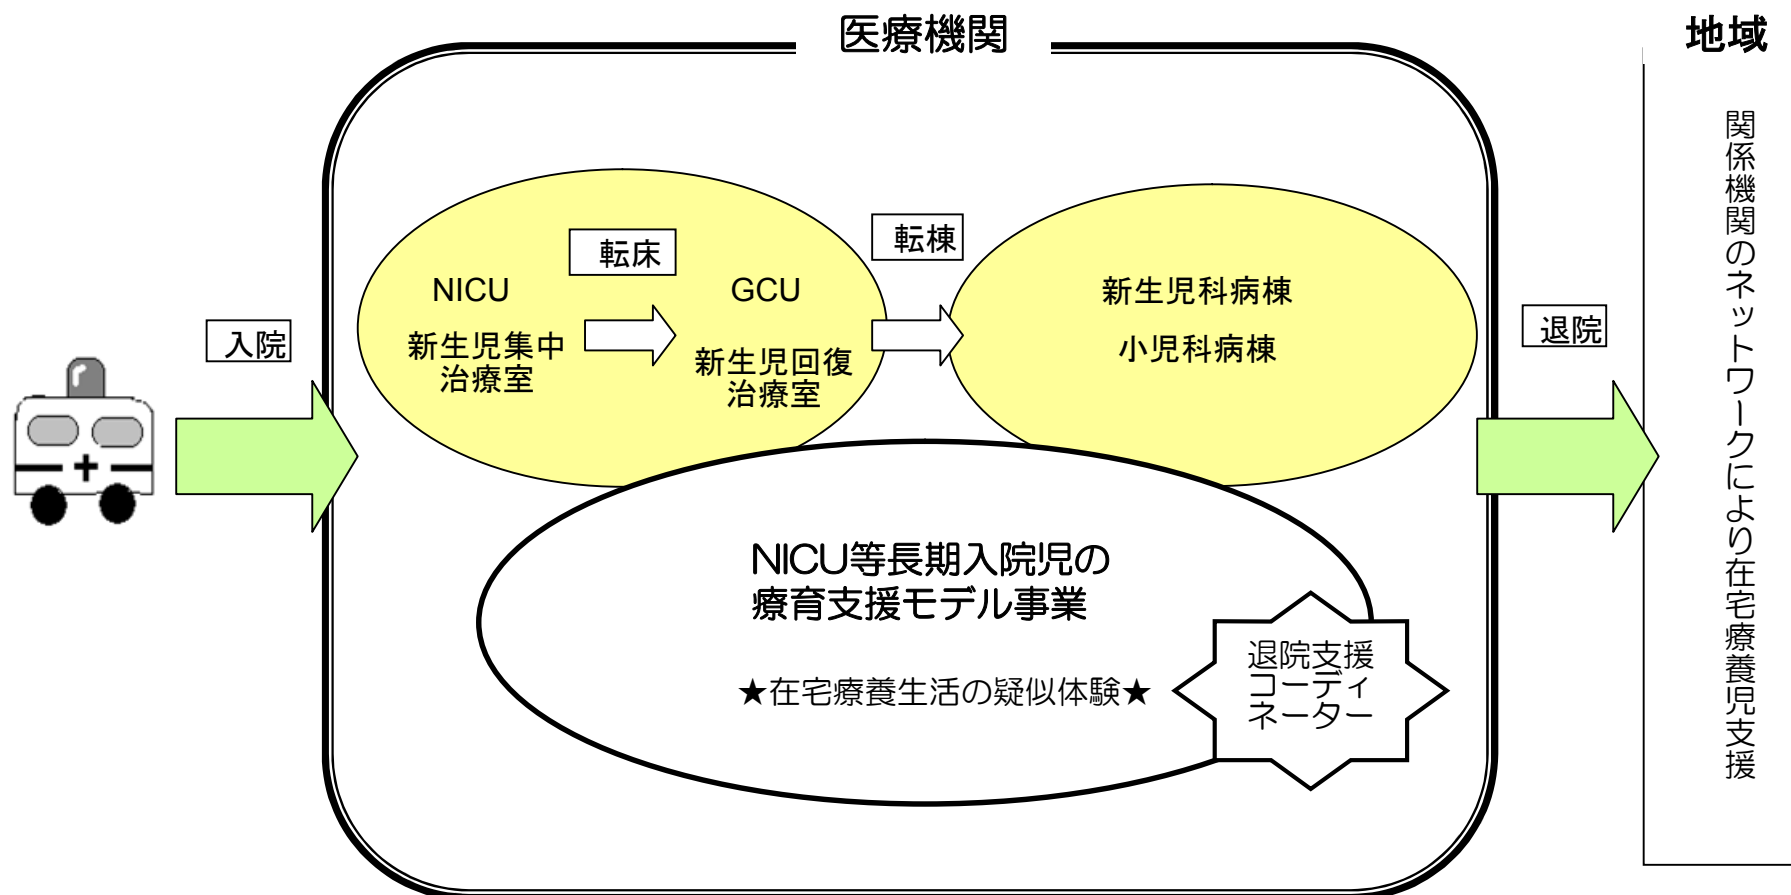 医療機関
地域
入院
転床
転棟
退院
NICU
新生児集中
治療室
GCU
新生児回復
治療室
新生児科病棟
小児科病棟
NICU等長期入院児の
療育支援モデル事業
★在宅療養生活の疑似体験★
退院支援
コーディ
ネーター
関係機関のネットワークにより在宅療養児支援